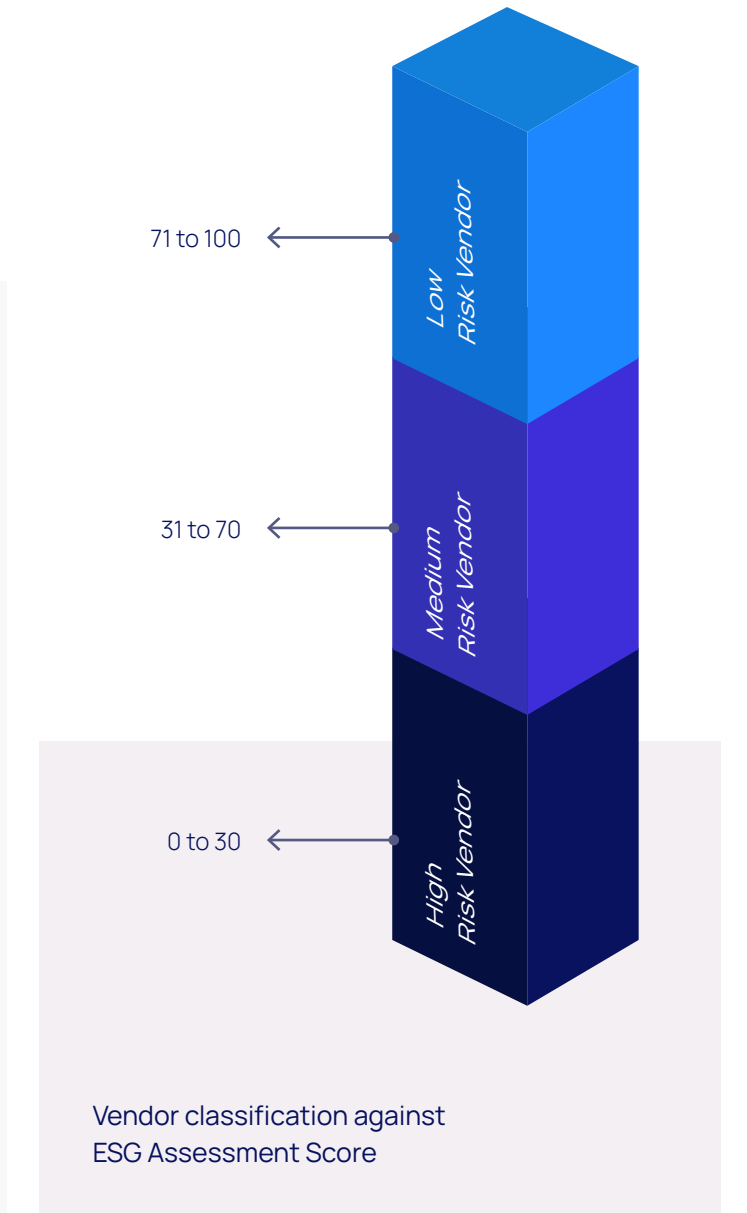 71 to 100
Low
Risk Vendor
31 to 70
Medium
Risk Vendor
0 to 30
High
Risk Vendor
Vendor classification against
ESG Assessment Score